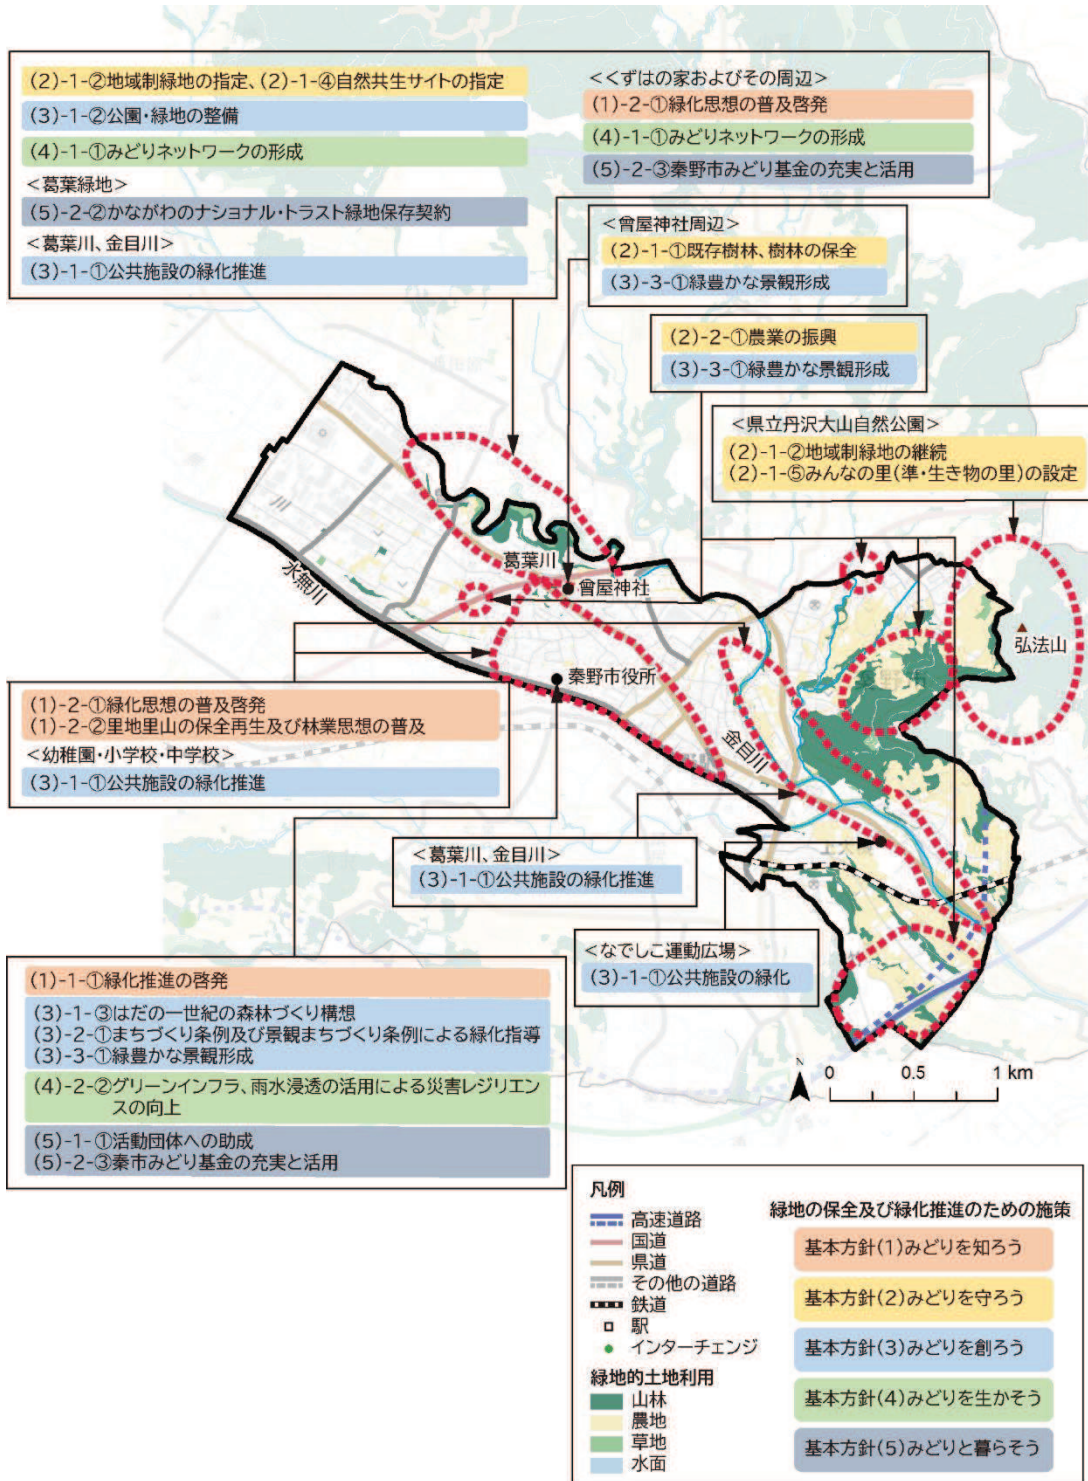 (2)-1-②地域制緑地の指定、(2)-1-④自然共生サイトの指定
(3)-1-②公園・緑地の整備
(4)-1-①みどりネットワークの形成
<葛葉緑地>
(5)-2-②かながわのナショナル・トラスト緑地保存契約
<葛葉川、金目川>
(3)-1-①公共施設の緑化推進
<くずはの家およびその周辺>
(1)-2-①緑化思想の普及啓発
(4)-1-①みどりネットワークの形成
(5)-2-③秦野市みどり基金の充実と活用
<曾屋神社周辺>
(2)-1-①既存樹林、樹林の保全
(3)-3-①緑豊かな景観形成
(2)-2-①農業の振興
(3)-3-①緑豊かな景観形成
<県立丹沢大山自然公園>
(2)-1-②地域制緑地の継続
(2)-1-⑤みんなの里(準・生き物の里)の設定
葛葉川
水無川
曾屋神社
弘法山
秦野市役所
金目川
(1)-2-①緑化思想の普及啓発
(1)-2-②里地里山の保全再生及び林業思想の普及
<幼稚園・小学校・中学校>
(3)-1-①公共施設の緑化推進
<葛葉川、金目川>
(3)-1-①公共施設の緑化推進
<なでしこ運動広場>
(3)-1-①公共施設の緑化
(1)-1-①緑化推進の啓発
(3)-1-③はだの一世紀の森林づくり構想
(3)-2-①まちづくり条例及び景観まちづくり条例による緑化指導
(3)-3-①緑豊かな景観形成
(4)-2-②グリーンインフラ、雨水浸透の活用による災害レジリエン
スの向上
(5)-1-①活動団体への助成
(5)-2-③秦市みどり基金の充実と活用
N
0 0.5 1 km
凡例
高速道路
国道
県道
その他の道路
鉄道
駅
インターチェンジ
緑地的土地利用
山林
農地
草地
水面
緑地の保全及び緑化推進のための施策
基本方針(1)みどりを知ろう
基本方針(2)みどりを守ろう
基本方針(3)みどりを創ろう
基本方針(4)みどりを生かそう
基本方針(5)みどりと暮らそう